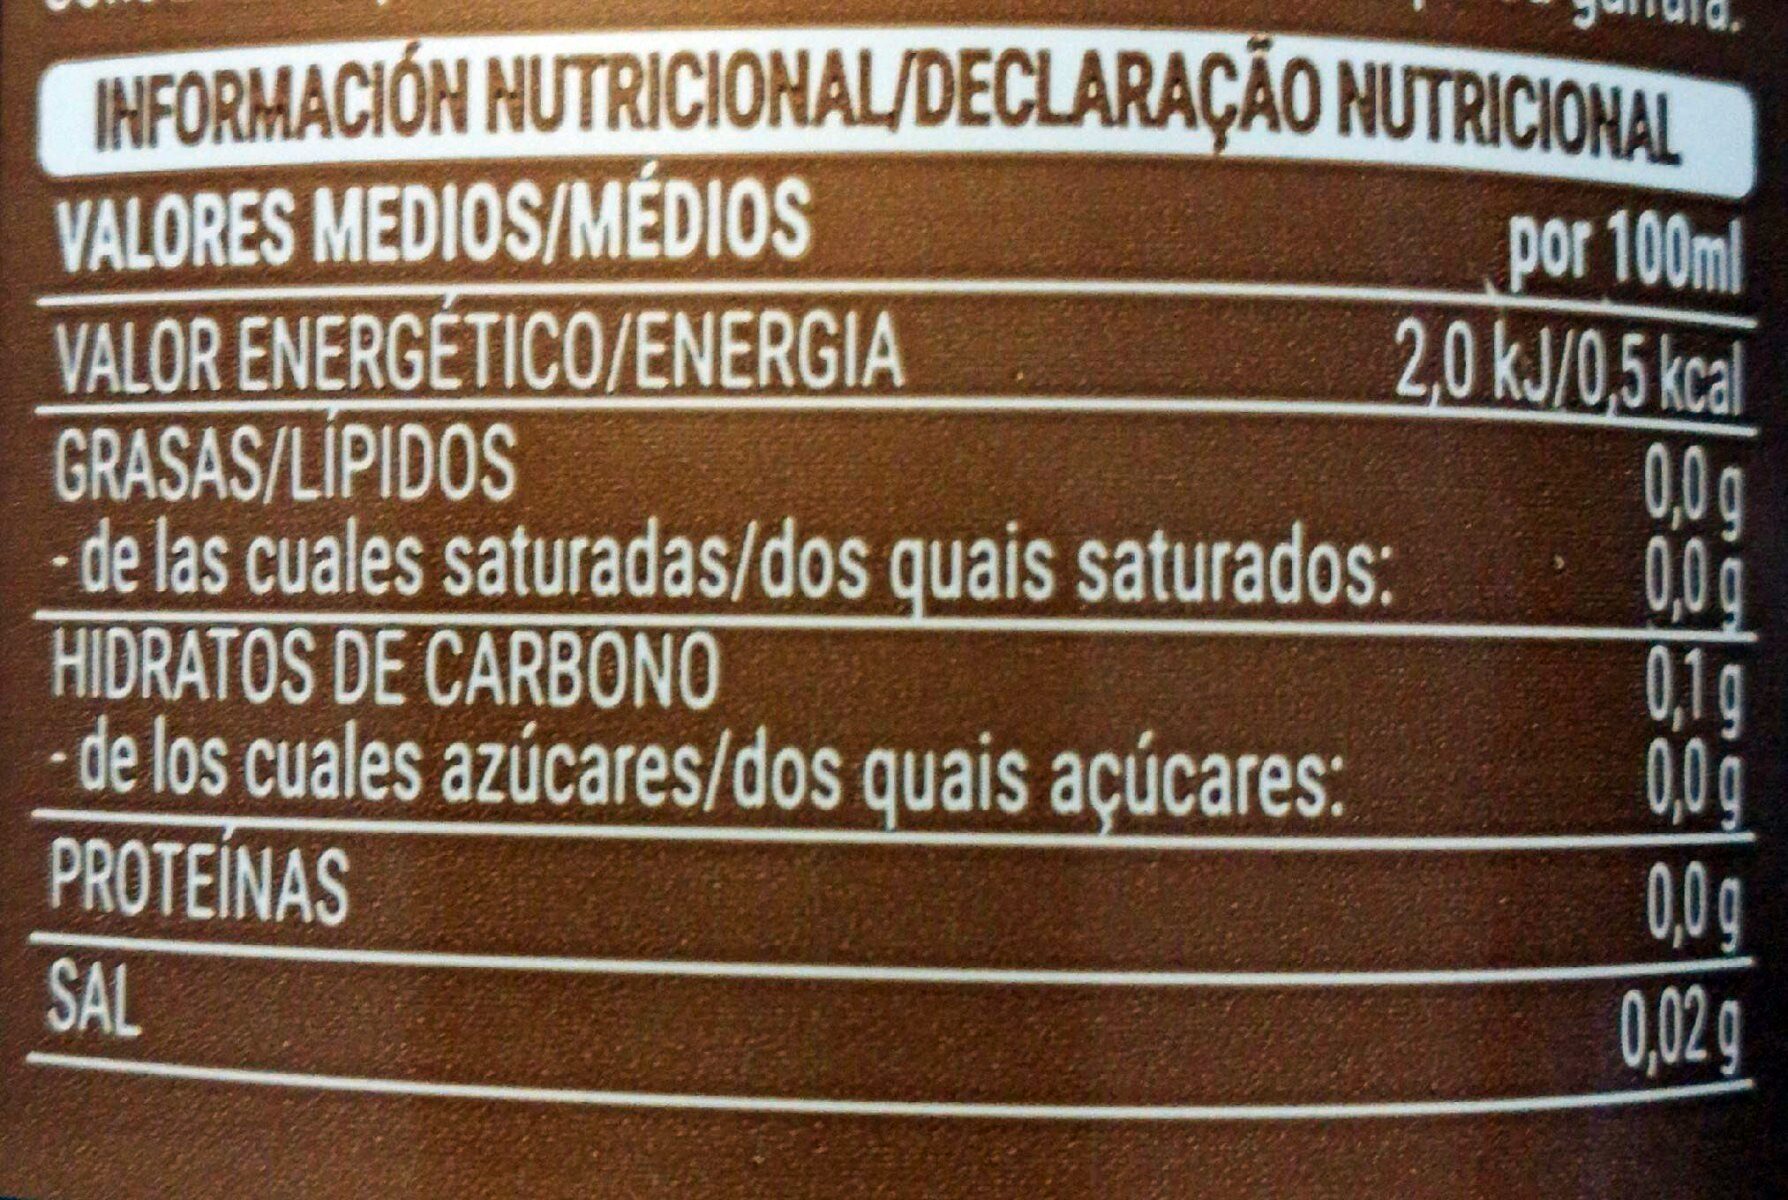 INFORMACIÓN NUTRICIONAL/DECLARAÇÃO NUTRICIONAL
VALORES MEDIOS/MÉDIOS por 100ml
VALOR ENERGÉTICO/ENERGIA 2,0 kJ/0,5 kcal
GRASAS/LÍPIDOS 0,0 g
- de las cuales saturadas/dos quais saturados: 0,0 g
HIDRATOS DE CARBONO 0,1 g
- de los cuales azúcares/dos quais açúcares: 0,0 g
PROTEÍNAS 0,0 g
SAL 0,02 g